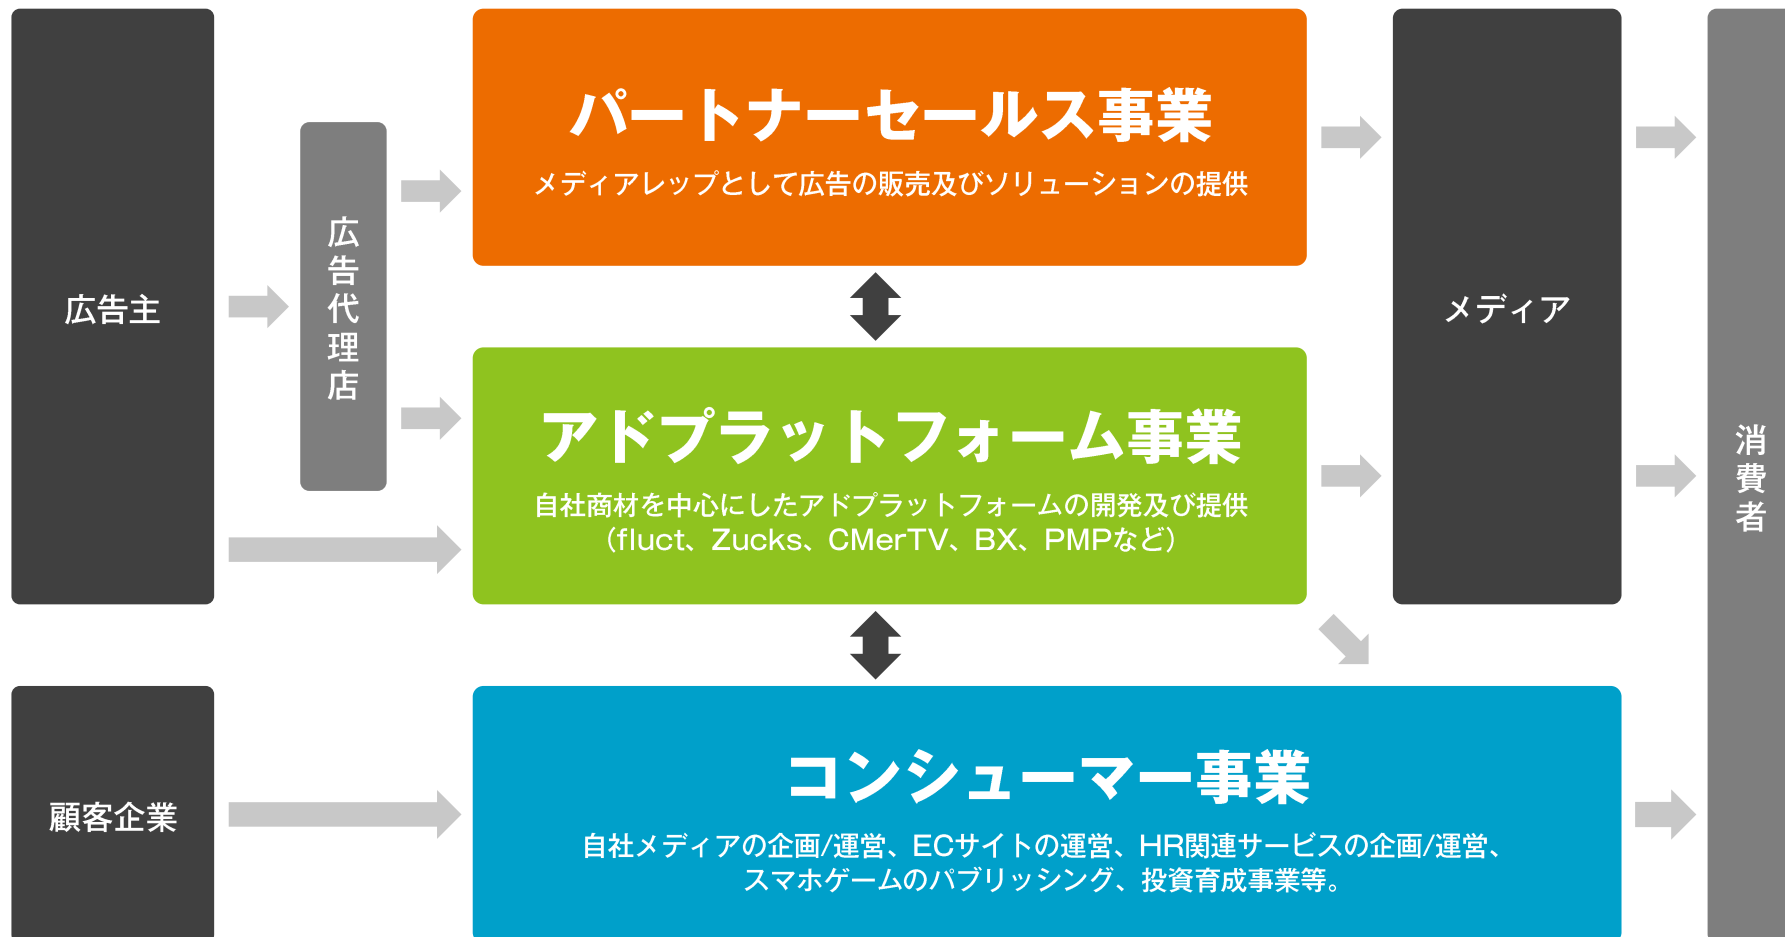 広告主
広告代理店
パートナーセールス事業
メディアレップとして広告の販売及びソリューションの提供
アドプラットフォーム事業
自社商材を中心にしたアドプラットフォームの開発及び提供
（fluct、Zucks、CMerTV、BX、PMPなど）
メディア
消費者
顧客企業
コンシューマー事業
自社メディアの企画/運営、ECサイトの運営、HR関連サービスの企画/運営、
スマホゲームのパブリッシング、投資育成事業等。